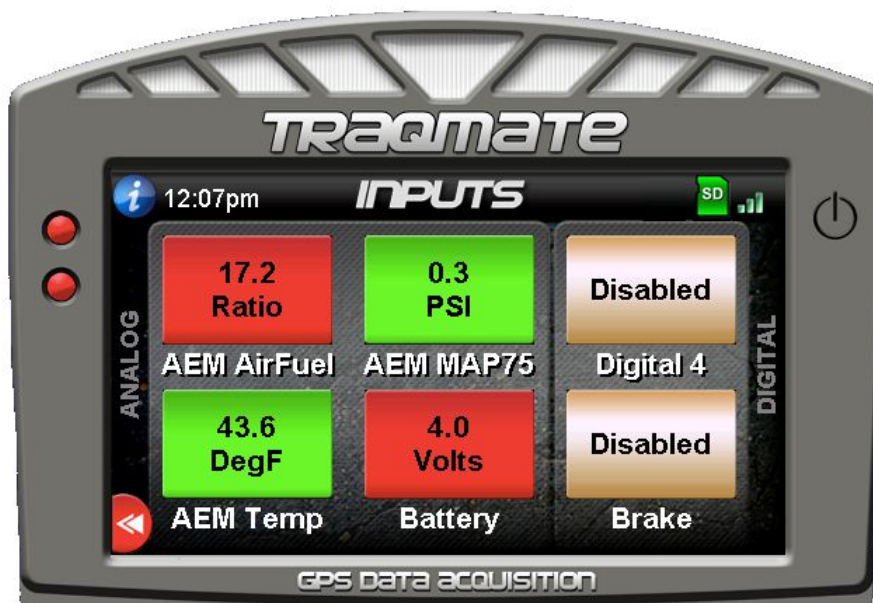 TRAQMATE
12:07pm
INPUTS
SD
ANALOG
17.2
Ratio
AEM AirFuel
0.3
PSI
AEM MAP75
Disabled
Digital 4
DIGITAL
43.6
DegF
AEM Temp
4.0
Volts
Battery
Disabled
Brake
GPS DATA ACQUISITION